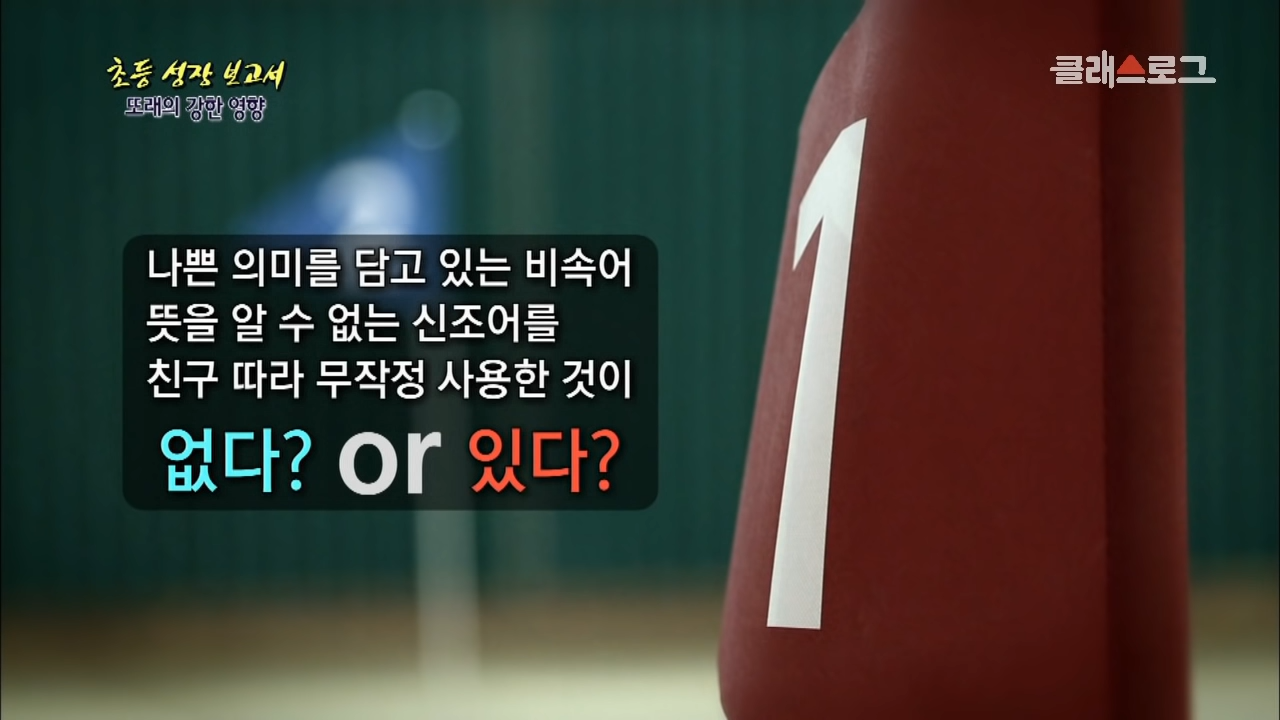 초등 성장 보고서
또래의 강한 영향
클래스로그
나쁜 의미를 담고 있는 비속어
뜻을 알 수 없는 신조어를
친구 따라 무작정 사용한 것이
없다? or 있다?
1
2